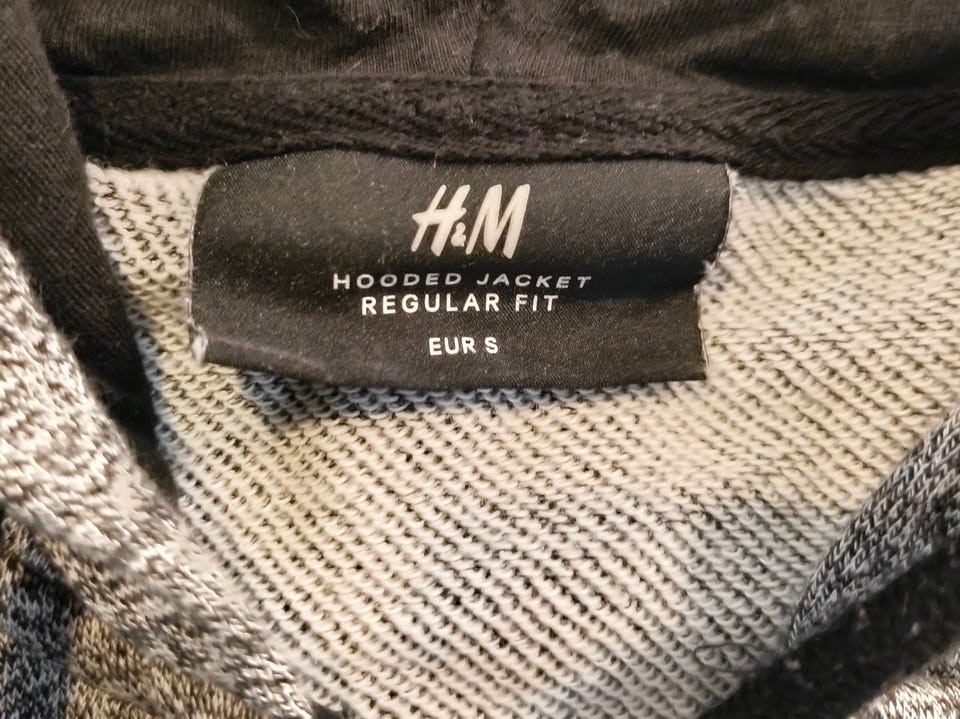 H&M
HOODED JACKET
REGULAR FIT
EUR S